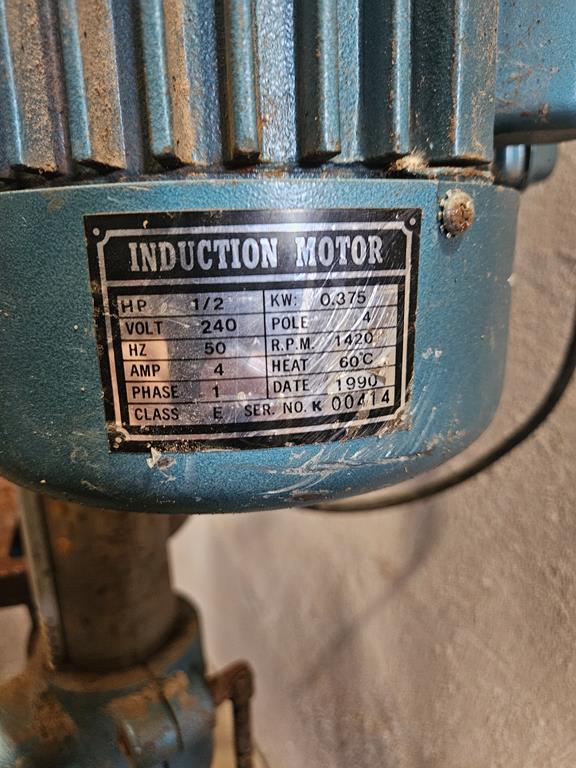 INDUCTION MOTOR
HP 1/2 KW: 0.375
VOLT 240 POLE 4
HZ 50 R.P.M. 1420
AMP 4 HEAT 60°C
PHASE 1 DATE 1990
CLASS E SER. NO. K 00414